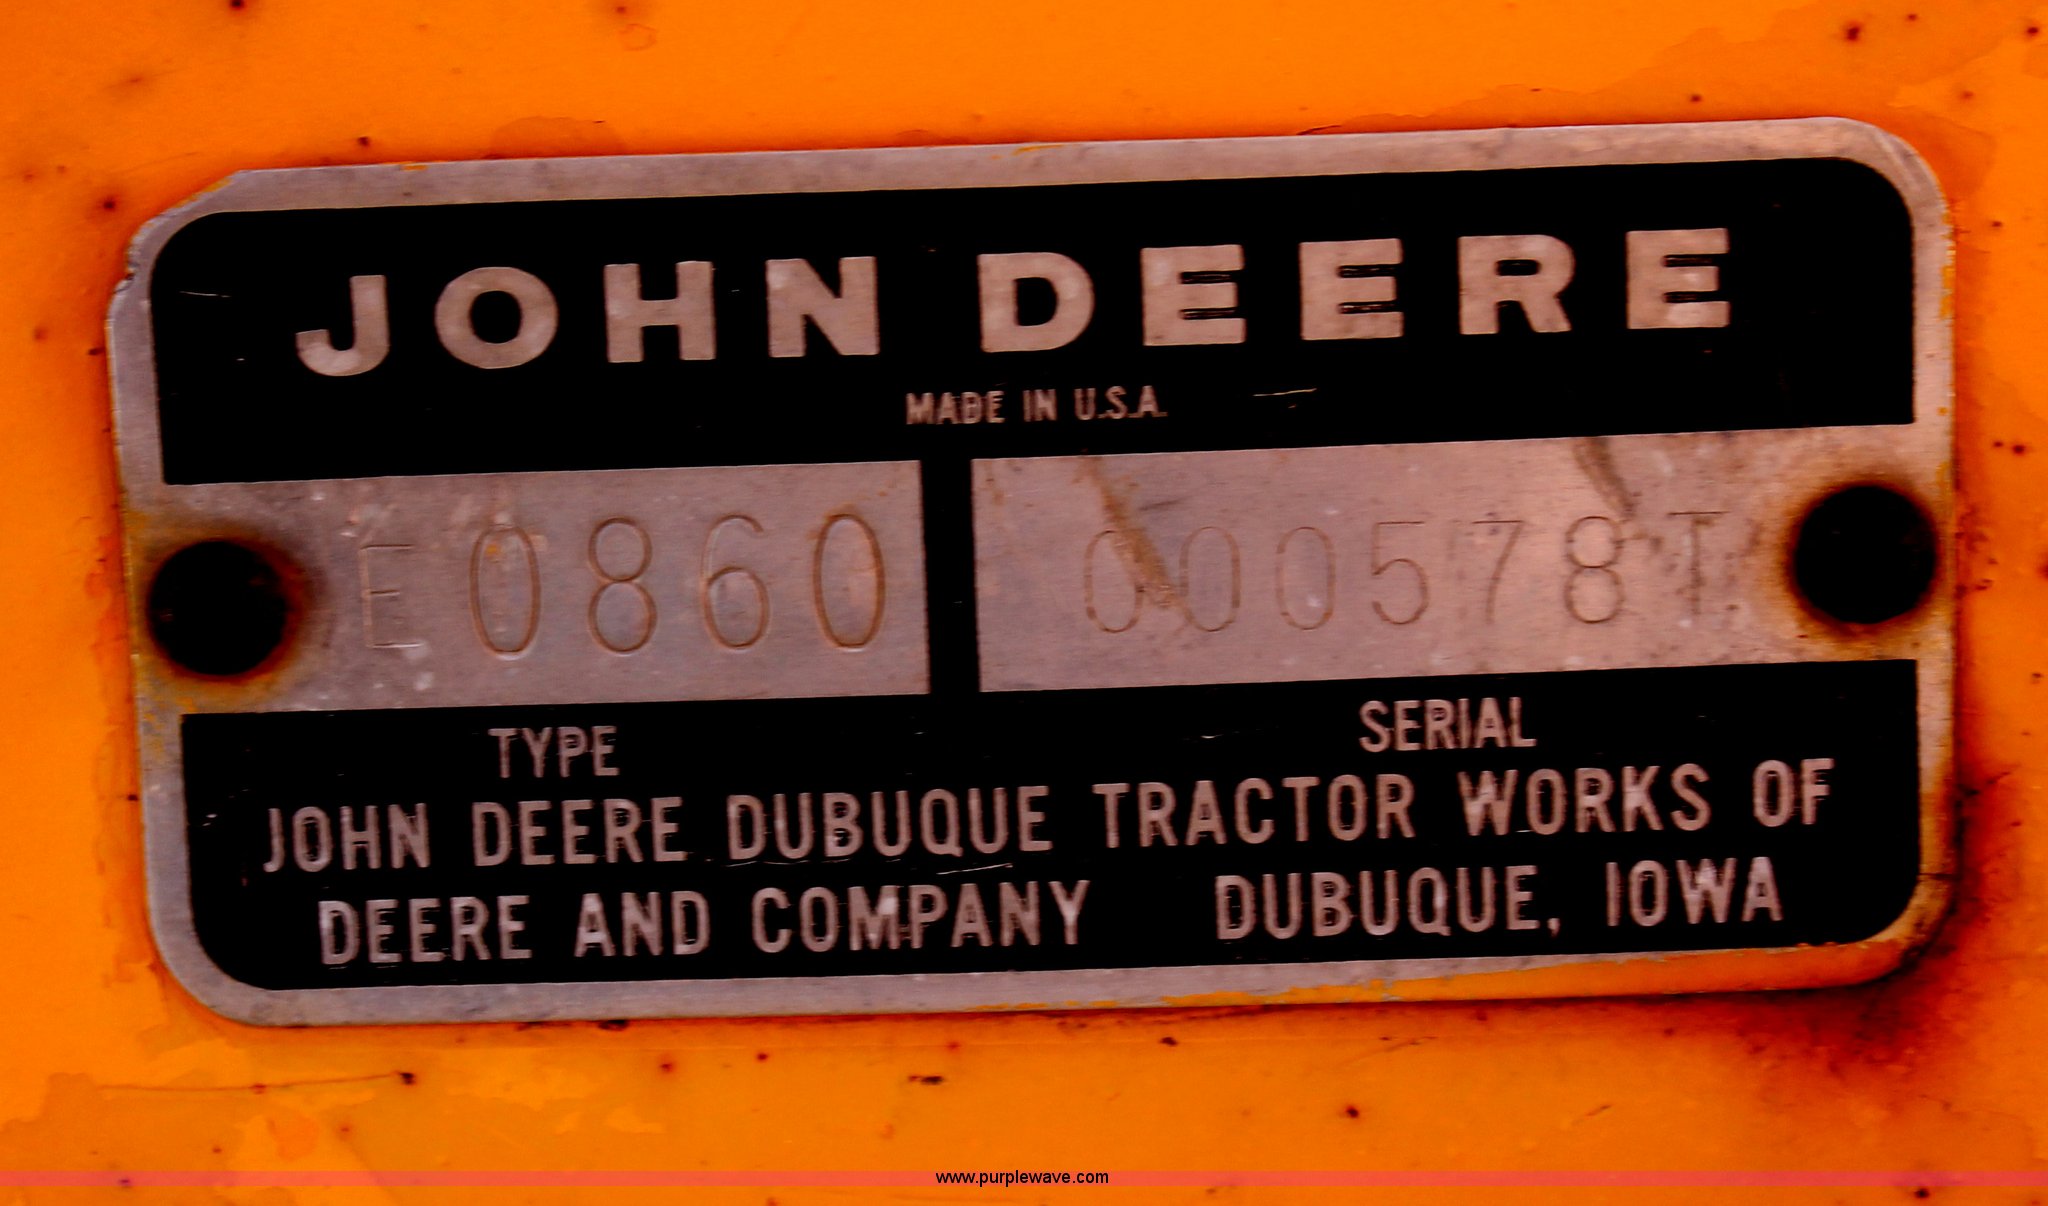 JOHN DEERE
MADE IN U.S.A.
E0860 000578T
TYPE SERIAL
JOHN DEERE DUBUQUE TRACTOR WORKS OF
DEERE AND COMPANY DUBUQUE, IOWA
www.purplewave.com